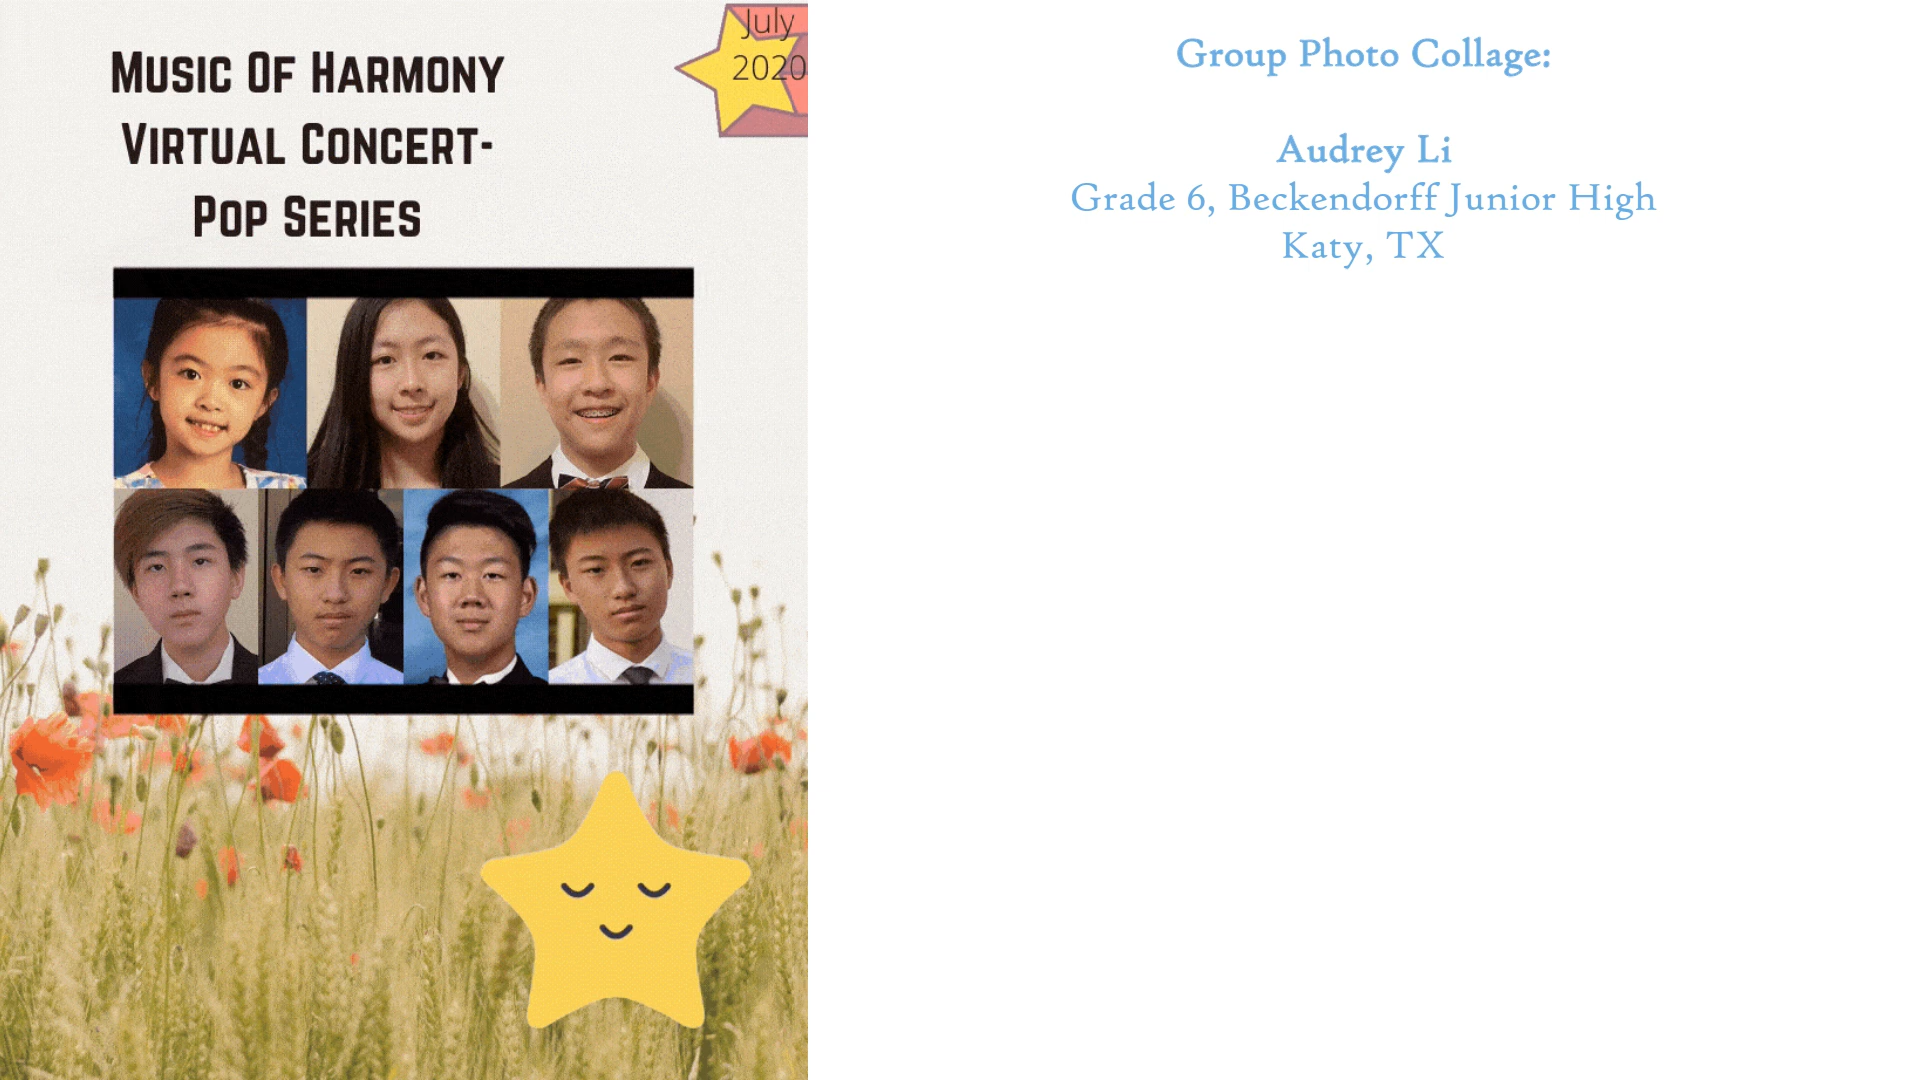 Music Of Harmony
Virtual Concert-
Pop Series
July
2020
Group Photo Collage:
Audrey Li
Grade 6, Beckendorff Junior High
Katy, TX